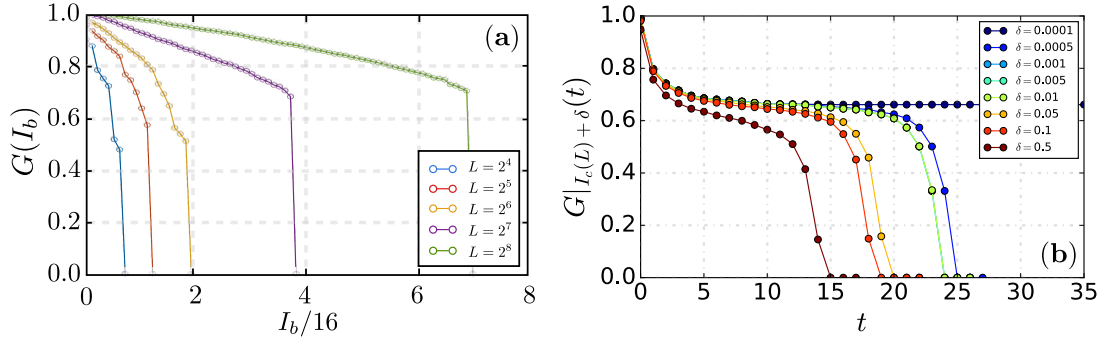 1.0
0.8
0.6
0.4
0.2
0.0
G(I_b)
(a)
L = 2^4
L = 2^5
L = 2^6
L = 2^7
L = 2^8
0 2 4 6 8
I_b/16
1.0
0.8
0.6
0.4
0.2
0.0
G|_{I_c(L) + δ}(t)
δ = 0.0001
δ = 0.0005
δ = 0.001
δ = 0.005
δ = 0.01
δ = 0.05
δ = 0.1
δ = 0.5
(b)
0 5 10 15 20 25 30 35
t